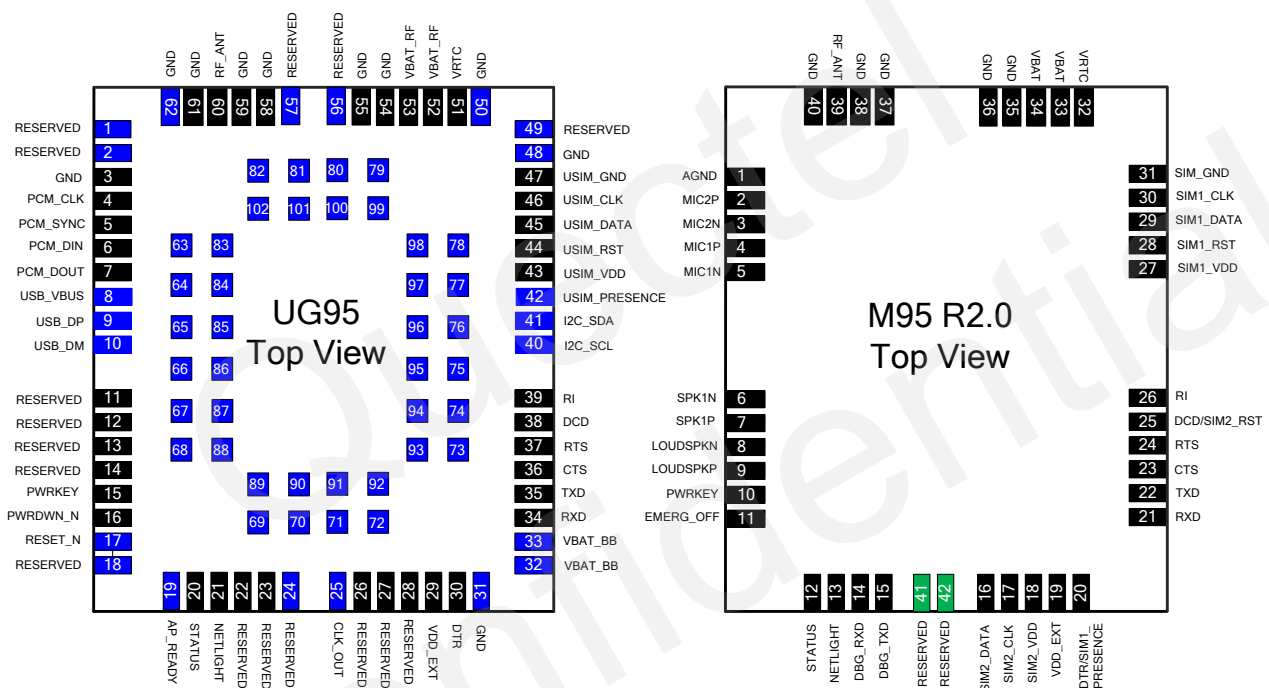 GND
GND
RF_ANT
GND
GND
RESERVED
RESERVED
GND
GND
VBAT_RF
VBAT_RF
VRTC
GND
62
61
60
59
58
57
56
55
54
53
52
51
50
RESERVED 1
RESERVED 2
GND 3
PCM_CLK 4
PCM_SYNC 5
PCM_DIN 6
PCM_DOUT 7
USB_VBUS 8
USB_DP 9
USB_DM 10
RESERVED 11
RESERVED 12
RESERVED 13
RESERVED 14
PWRKEY 15
PWRDWN_N 16
RESET_N 17
RESERVED 18
82 81 80 79
102 101 100 99
63 83 98 78
64 84 97 77
65 85 96 76
66 86 95 75
67 87 94 74
68 88 93 73
89 90 91 92
69 70 71 72
UG95
Top View
49 RESERVED
48 GND
47 USIM_GND
46 USIM_CLK
45 USIM_DATA
44 USIM_RST
43 USIM_VDD
42 USIM_PRESENCE
41 I2C_SDA
40 I2C_SCL
39 RI
38 DCD
37 RTS
36 CTS
35 TXD
34 RXD
33 VBAT_BB
32 VBAT_BB
19
20
21
22
23
24
25
26
27
28
29
30
31
AP_READY
STATUS
NETLIGHT
RESERVED
RESERVED
RESERVED
CLK_OUT
RESERVED
RESERVED
RESERVED
VDD_EXT
DTR
GND
GND
RF_ANT
GND
GND
GND
GND
VBAT
VBAT
VRTC
40
39
38
37
36
35
34
33
32
AGND 1
MIC2P 2
MIC2N 3
MIC1P 4
MIC1N 5
SPK1N 6
SPK1P 7
LOUDSPKN 8
LOUDSPKP 9
PWRKEY 10
EMERG_OFF 11
M95 R2.0
Top View
31 SIM_GND
30 SIM1_CLK
29 SIM1_DATA
28 SIM1_RST
27 SIM1_VDD
26 RI
25 DCD/SIM2_RST
24 RTS
23 CTS
22 TXD
21 RXD
12
13
14
15
41
42
16
17
18
19
20
STATUS
NETLIGHT
DBG_RXD
DBG_TXD
RESERVED
RESERVED
SIM2_DATA
SIM2_CLK
SIM2_VDD
VDD_EXT
DTR/SIM1_
PRESENCE
Quectel
Confidential